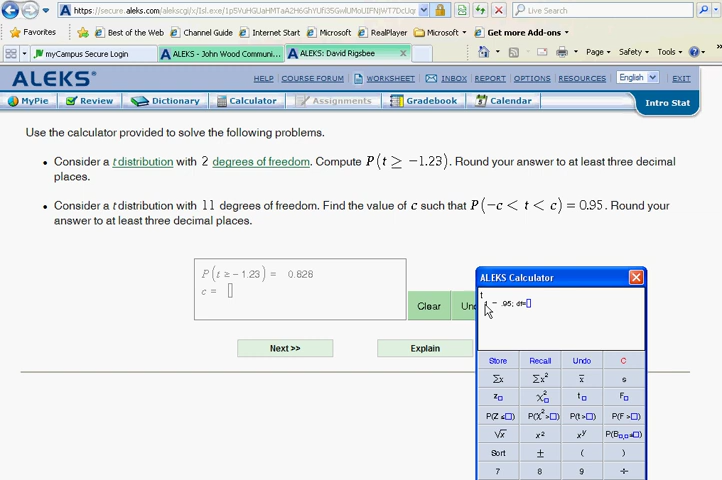 https://secure.aleks.com/alekscgi/x/Isl.exe/
Live Search
Favorites Best of the Web Channel Guide Internet Start Microsoft RealPlayer Microsoft Get more Add-ons
myCampus Secure Login ALEKS - John Wood Communi... ALEKS: David Rigsbee Page Safety Tools
ALEKS® HELP COURSE FORUM WORKSHEET INBOX REPORT OPTIONS RESOURCES English EXIT
MyPie Review Dictionary Calculator Assignments Gradebook Calendar Intro Stat
Use the calculator provided to solve the following problems.
• Consider a t distribution with 2 degrees of freedom. Compute P(t ≥ −1.23). Round your answer to at least three decimal
places.
• Consider a t distribution with 11 degrees of freedom. Find the value of c such that P(−c < t < c) = 0.95. Round your
answer to at least three decimal places.
P(t ≥ −1.23) = 0.828
c =
Clear
Next >> Explain
ALEKS Calculator
t
− .95; df=
Store Recall Undo C
Σx Σx² x̄ s
z□ χ²□ t□ F□
P(Z≤□) P(χ²>□) P(t>□) P(F>□)
√x x² xʸ P(B□,□≤□)
Sort ± ( )
7 8 9 ÷